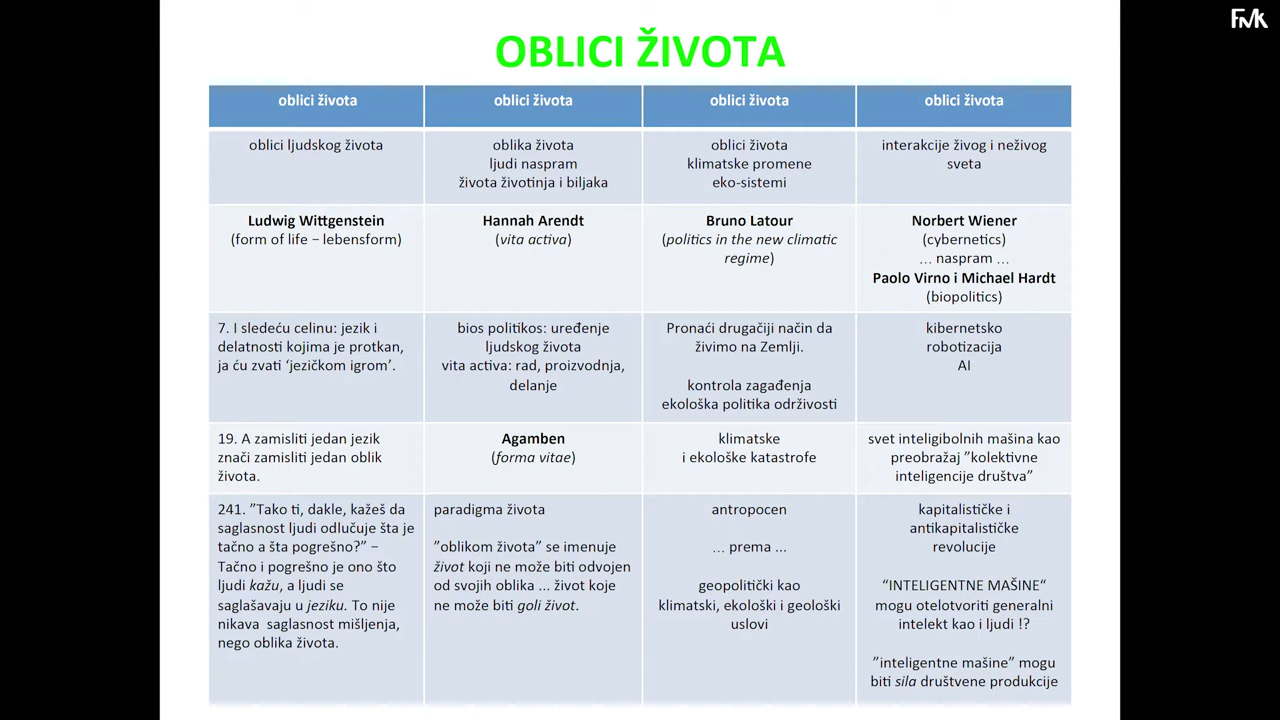 FMK
OBLICI ŽIVOTA
oblici života
oblici života
oblici života
oblici života
oblici ljudskog života
oblika života
ljudi naspram
života životinja i biljaka
oblici života
klimatske promene
eko-sistemi
interakcije živog i neživog
sveta
Ludwig Wittgenstein
(form of life – lebensform)
Hannah Arendt
(vita activa)
Bruno Latour
(politics in the new climatic
regime)
Norbert Wiener
(cybernetics)
... naspram ...
Paolo Virno i Michael Hardt
(biopolitics)
7. I sledeću celinu: jezik i
delatnosti kojima je protkan,
ja ću zvati ‘jezičkom igrom’.
bios politikos: uređenje
ljudskog života
vita activa: rad, proizvodnja,
delanje
Pronaći drugačiji način da
živimo na Zemlji.
kontrola zagađenja
ekološka politika održivosti
kibernetsko
robotizacija
AI
19. A zamisliti jedan jezik
znači zamisliti jedan oblik
života.
Agamben
(forma vitae)
klimatske
i ekološke katastrofe
svet inteligibolnih mašina kao
preobražaj ”kolektivne
inteligencije društva”
241. ”Tako ti, dakle, kažeš da
saglasnost ljudi odlučuje šta je
tačno a šta pogrešno?” –
Tačno i pogrešno je ono što
ljudi kažu, a ljudi se
saglašavaju u jeziku. To nije
nikava saglasnost mišljenja,
nego oblika života.
paradigma života
”oblikom života” se imenuje
život koji ne može biti odvojen
od svojih oblika ... život koje
ne može biti goli život.
antropocen
... prema ...
geopolitički kao
klimatski, ekološki i geološki
uslovi
kapitalističke i
antikapitalističke
revolucije
“INTELIGENTNE MAŠINE“
mogu otelotvoriti generalni
intelekt kao i ljudi !?
”inteligentne mašine” mogu
biti sila društvene produkcije